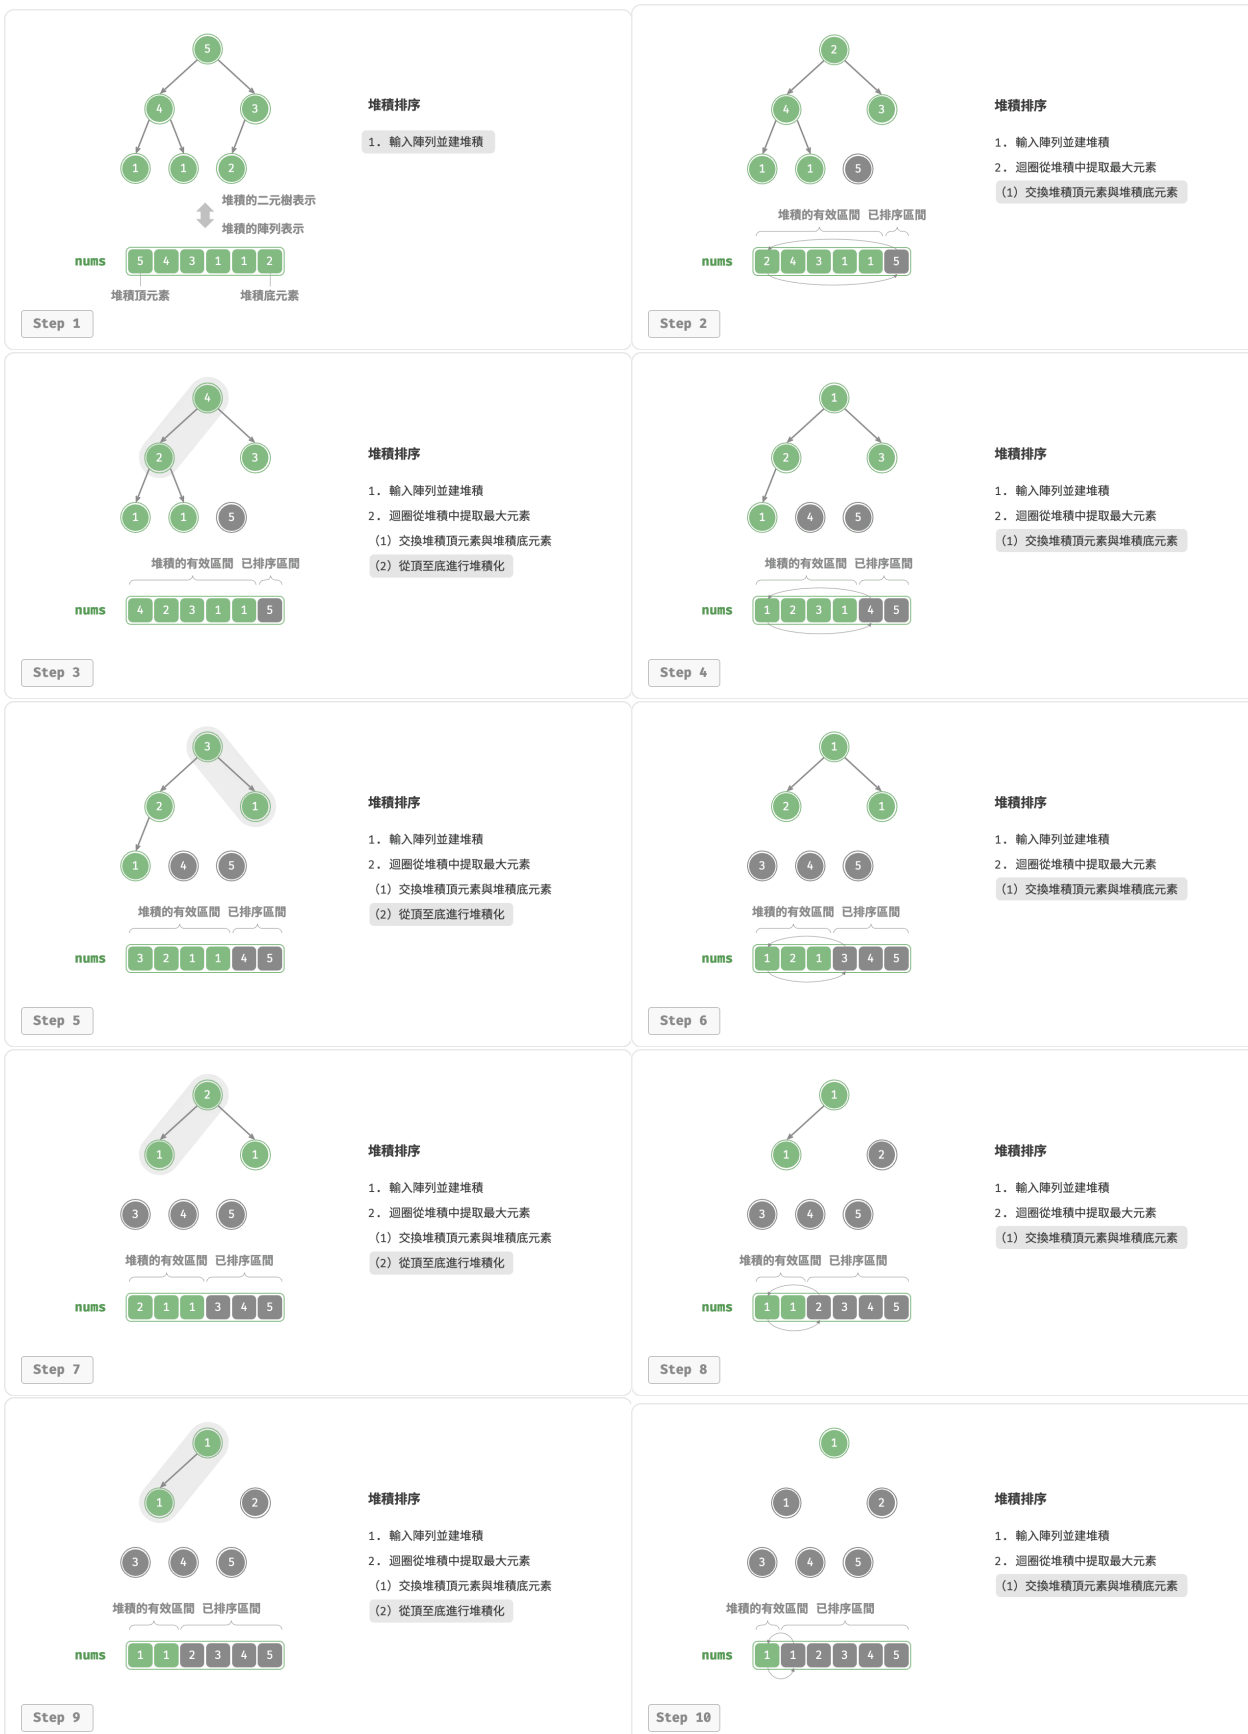 5
4 3
1 1 2
堆積的二元樹表示
堆積的陣列表示
nums 5 4 3 1 1 2
堆積頂元素 堆積底元素
堆積排序
1. 輸入陣列並建堆積
Step 1
2
4 3
1 1 5
堆積的有效區間 已排序區間
nums 2 4 3 1 1 5
堆積排序
1. 輸入陣列並建堆積
2. 迴圈從堆積中提取最大元素
(1) 交換堆積頂元素與堆積底元素
Step 2
4
2 3
1 1 5
堆積的有效區間 已排序區間
nums 4 2 3 1 1 5
堆積排序
1. 輸入陣列並建堆積
2. 迴圈從堆積中提取最大元素
(1) 交換堆積頂元素與堆積底元素
(2) 從頂至底進行堆積化
Step 3
1
2 3
1 4 5
堆積的有效區間 已排序區間
nums 1 2 3 1 4 5
堆積排序
1. 輸入陣列並建堆積
2. 迴圈從堆積中提取最大元素
(1) 交換堆積頂元素與堆積底元素
Step 4
3
2 1
1 4 5
堆積的有效區間 已排序區間
nums 3 2 1 1 4 5
堆積排序
1. 輸入陣列並建堆積
2. 迴圈從堆積中提取最大元素
(1) 交換堆積頂元素與堆積底元素
(2) 從頂至底進行堆積化
Step 5
1
2 1
3 4 5
堆積的有效區間 已排序區間
nums 1 2 1 3 4 5
堆積排序
1. 輸入陣列並建堆積
2. 迴圈從堆積中提取最大元素
(1) 交換堆積頂元素與堆積底元素
Step 6
2
1 1
3 4 5
堆積的有效區間 已排序區間
nums 2 1 1 3 4 5
堆積排序
1. 輸入陣列並建堆積
2. 迴圈從堆積中提取最大元素
(1) 交換堆積頂元素與堆積底元素
(2) 從頂至底進行堆積化
Step 7
1
1 2
3 4 5
堆積的有效區間 已排序區間
nums 1 1 2 3 4 5
堆積排序
1. 輸入陣列並建堆積
2. 迴圈從堆積中提取最大元素
(1) 交換堆積頂元素與堆積底元素
Step 8
1
1 2
3 4 5
堆積的有效區間 已排序區間
nums 1 1 2 3 4 5
堆積排序
1. 輸入陣列並建堆積
2. 迴圈從堆積中提取最大元素
(1) 交換堆積頂元素與堆積底元素
(2) 從頂至底進行堆積化
Step 9
1
1 2
3 4 5
堆積的有效區間 已排序區間
nums 1 1 2 3 4 5
堆積排序
1. 輸入陣列並建堆積
2. 迴圈從堆積中提取最大元素
(1) 交換堆積頂元素與堆積底元素
Step 10